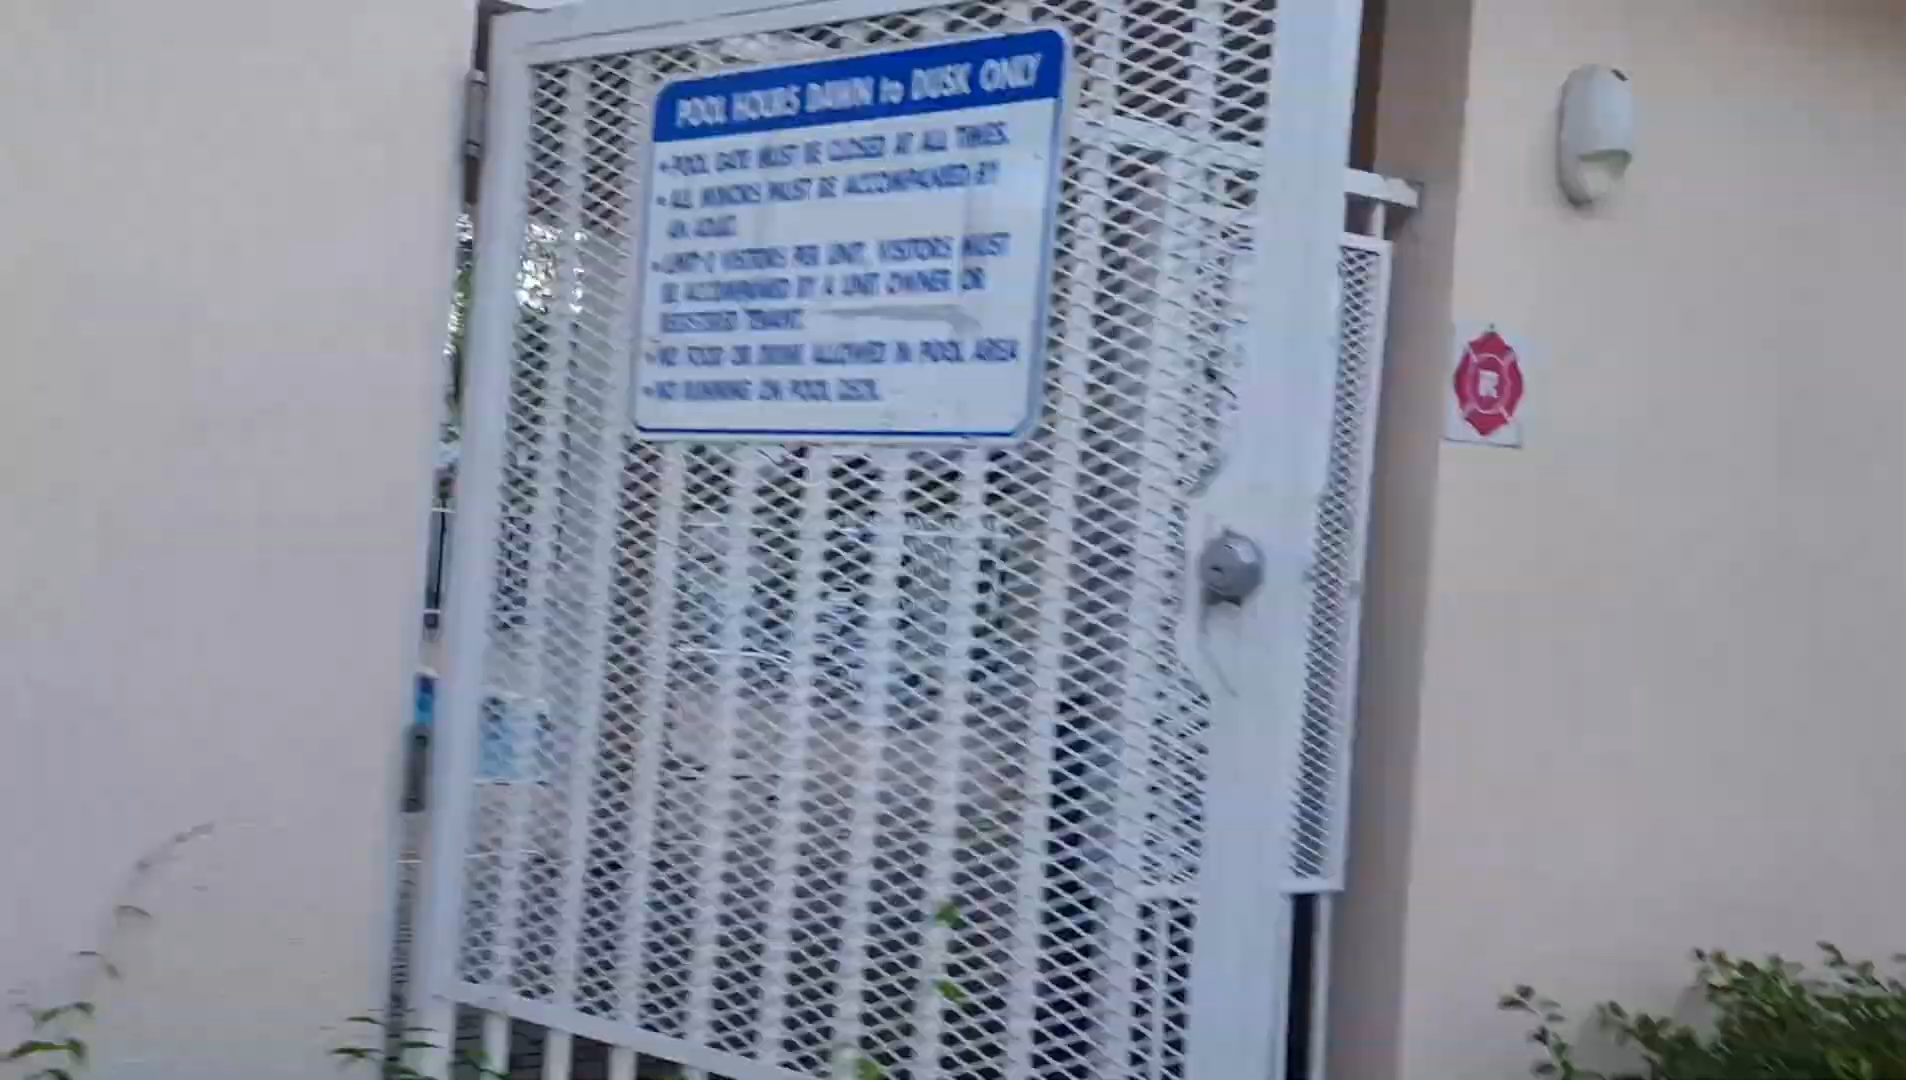 POOL HOURS DAWN to DUSK ONLY
• POOL GATE MUST BE CLOSED AT ALL TIMES.
• ALL MINORS MUST BE ACCOMPANIED BY
AN ADULT.
• LIMIT-2 VISITORS PER UNIT. VISITORS MUST
BE ACCOMPANIED BY A UNIT OWNER OR
REGISTERED TENANT.
• NO FOOD OR DRINK ALLOWED IN POOL AREA
• NO RUNNING ON POOL DECK.
R